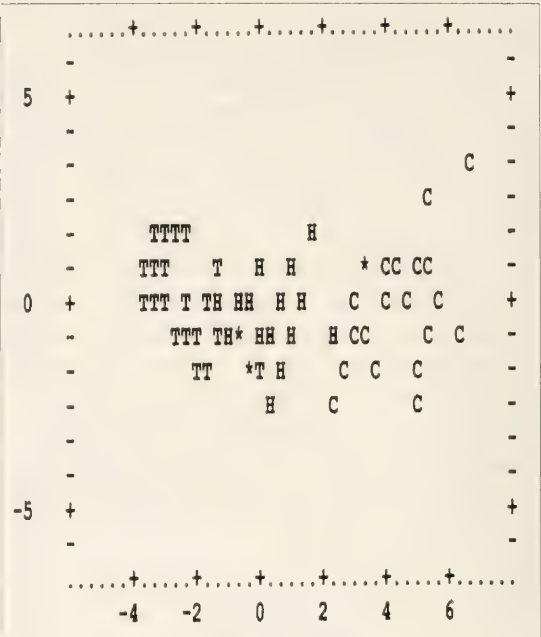 .....+.......+.......+.......+.......+.....+........
- -
5 + +
- -
- C -
- C -
- TTTT H -
- TTT T H H * CC CC -
0 + TTT T TH HH H H C C C C +
- TTT TH* HH H H CC C C -
- TT *T H C C C -
- H C C -
- -
- -
-5 + +
- -
.......+.......+.......+.......+.......+.......+........
-4 -2 0 2 4 6